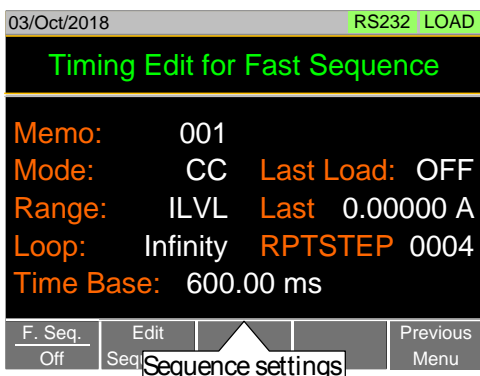 03/Oct/2018 RS232 LOAD
Timing Edit for Fast Sequence
Memo: 001
Mode: CC Last Load: OFF
Range: ILVL Last 0.00000 A
Loop: Infinity RPTSTEP 0004
Time Base: 600.00 ms
F. Seq. Edit Previous
Off Seq Menu
Sequence settings